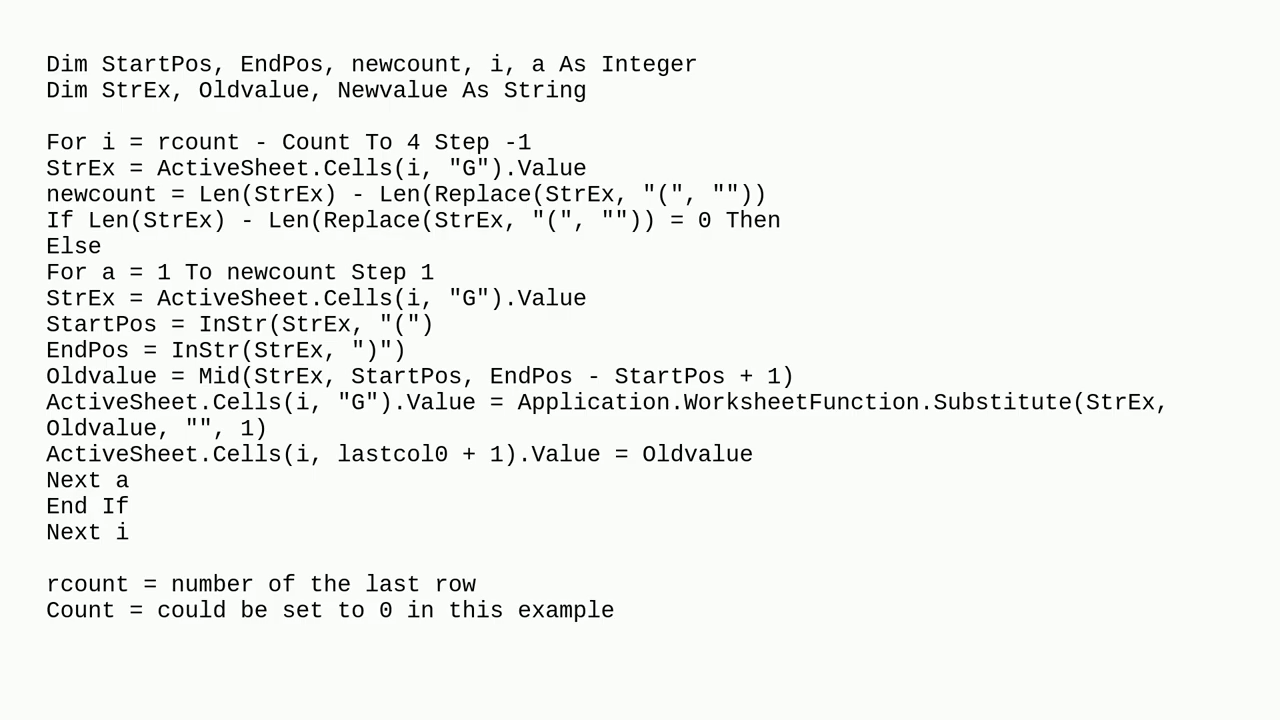 Dim StartPos, EndPos, newcount, i, a As Integer
Dim StrEx, Oldvalue, Newvalue As String
For i = rcount - Count To 4 Step -1
StrEx = ActiveSheet.Cells(i, "G").Value
newcount = Len(StrEx) - Len(Replace(StrEx, "(", ""))
If Len(StrEx) - Len(Replace(StrEx, "(", "")) = 0 Then
Else
For a = 1 To newcount Step 1
StrEx = ActiveSheet.Cells(i, "G").Value
StartPos = InStr(StrEx, "(")
EndPos = InStr(StrEx, ")")
Oldvalue = Mid(StrEx, StartPos, EndPos - StartPos + 1)
ActiveSheet.Cells(i, "G").Value = Application.WorksheetFunction.Substitute(StrEx,
Oldvalue, "", 1)
ActiveSheet.Cells(i, lastcol0 + 1).Value = Oldvalue
Next a
End If
Next i
rcount = number of the last row
Count = could be set to 0 in this example